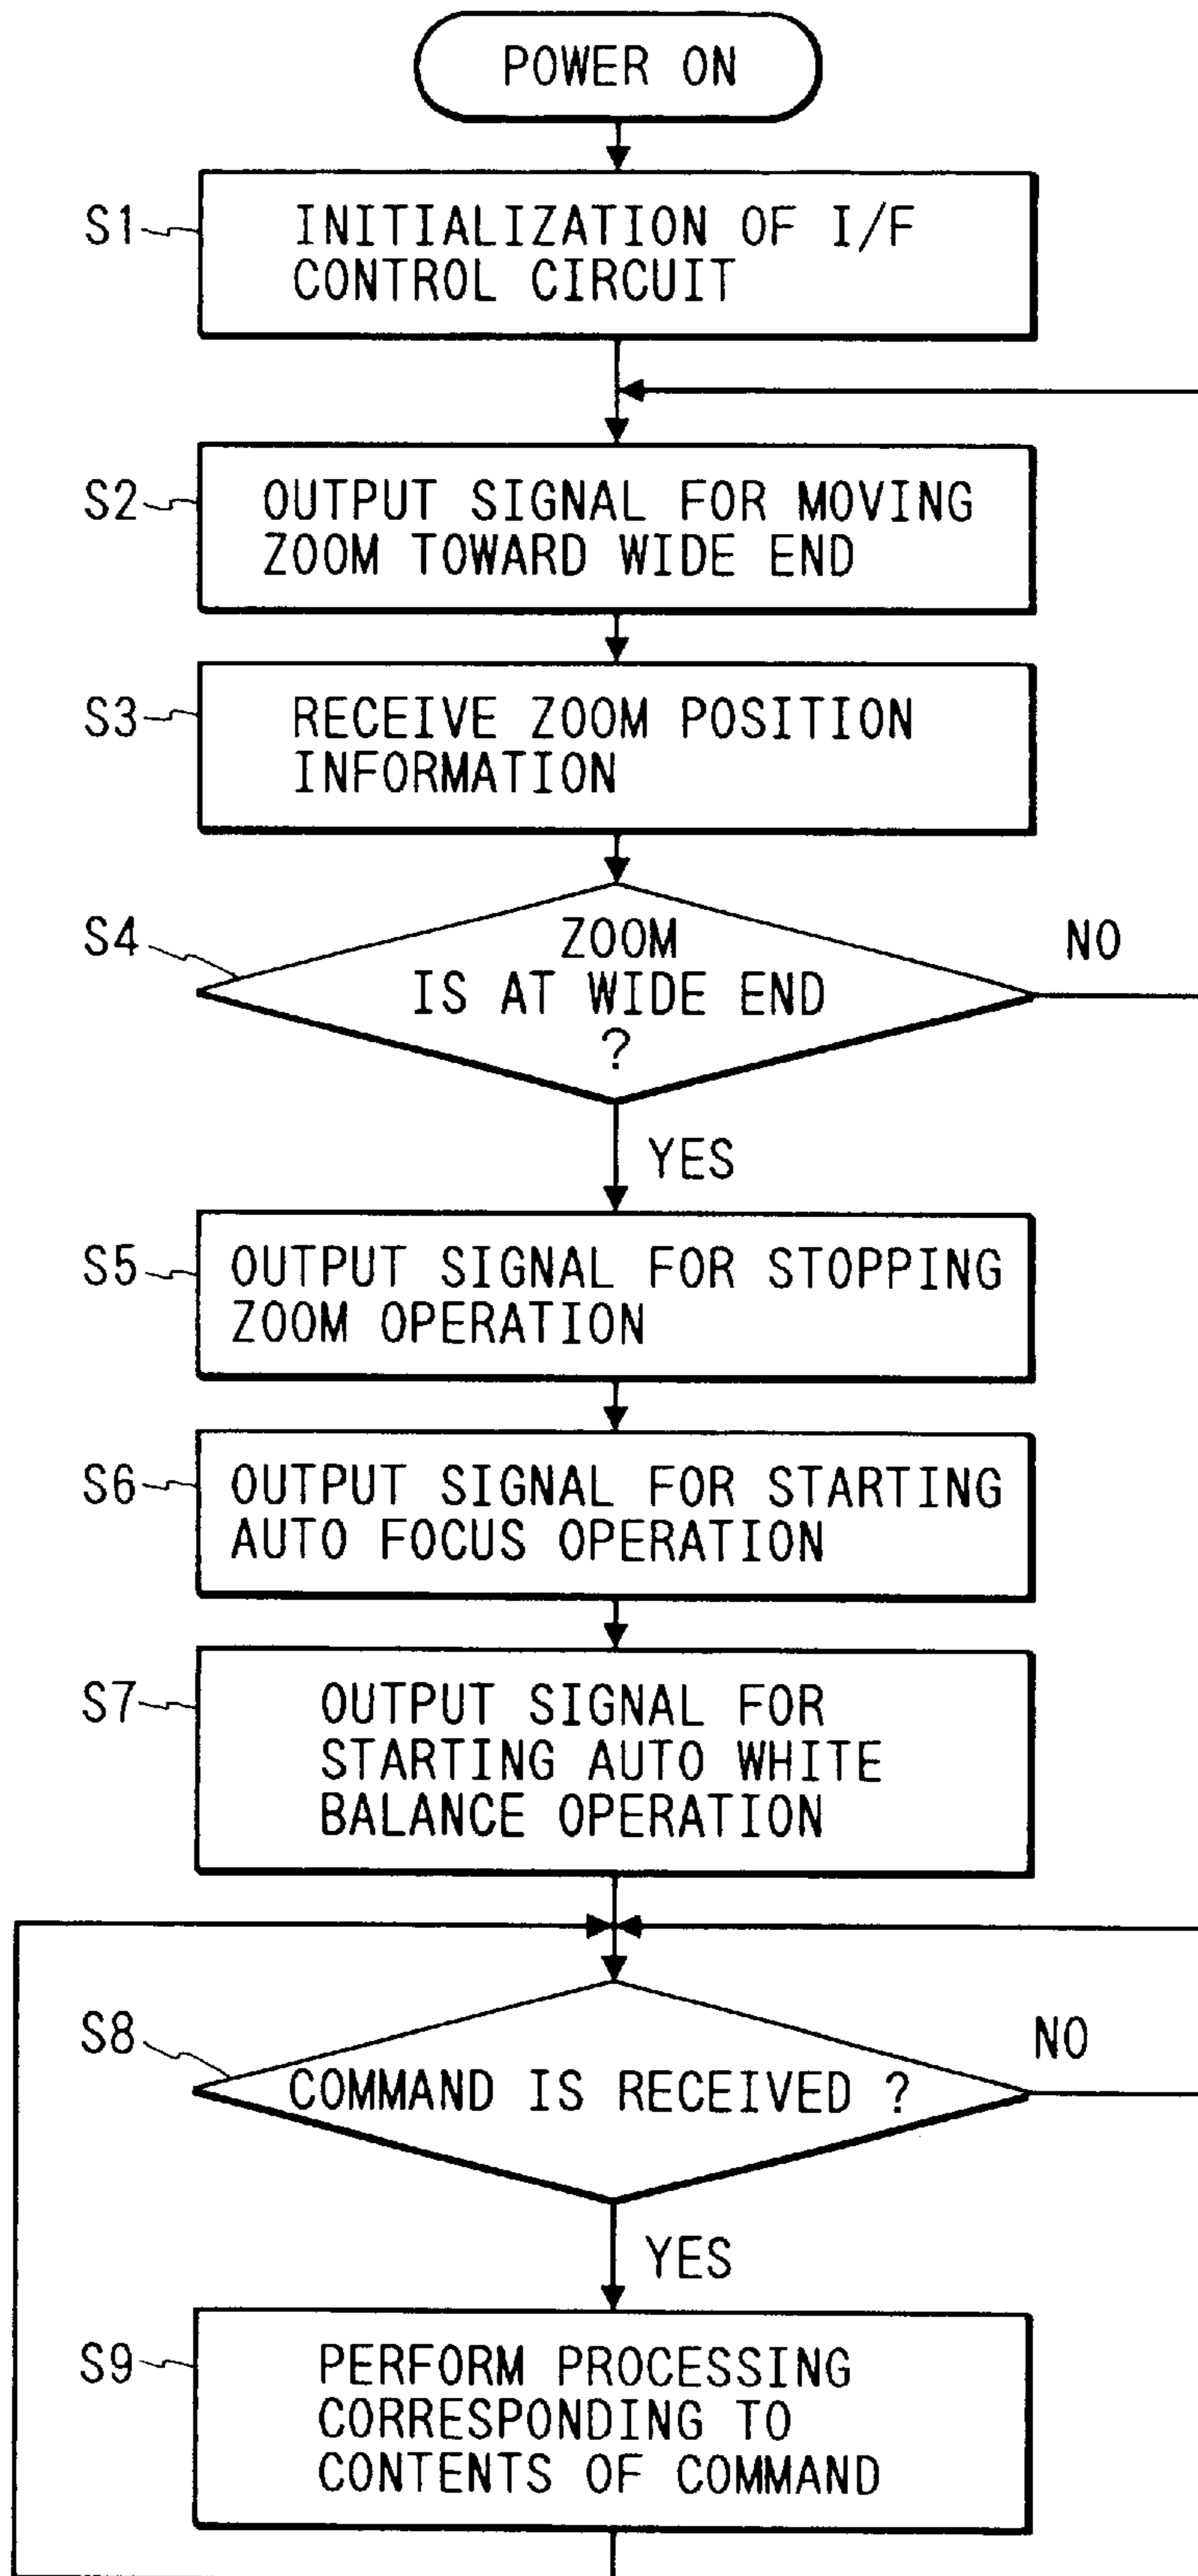 POWER ON
S1
INITIALIZATION OF I/F
CONTROL CIRCUIT
S2
OUTPUT SIGNAL FOR MOVING
ZOOM TOWARD WIDE END
S3
RECEIVE ZOOM POSITION
INFORMATION
S4
ZOOM
IS AT WIDE END
?
NO
YES
S5
OUTPUT SIGNAL FOR STOPPING
ZOOM OPERATION
S6
OUTPUT SIGNAL FOR STARTING
AUTO FOCUS OPERATION
S7
OUTPUT SIGNAL FOR
STARTING AUTO WHITE
BALANCE OPERATION
S8
COMMAND IS RECEIVED ?
NO
YES
S9
PERFORM PROCESSING
CORRESPONDING TO
CONTENTS OF COMMAND